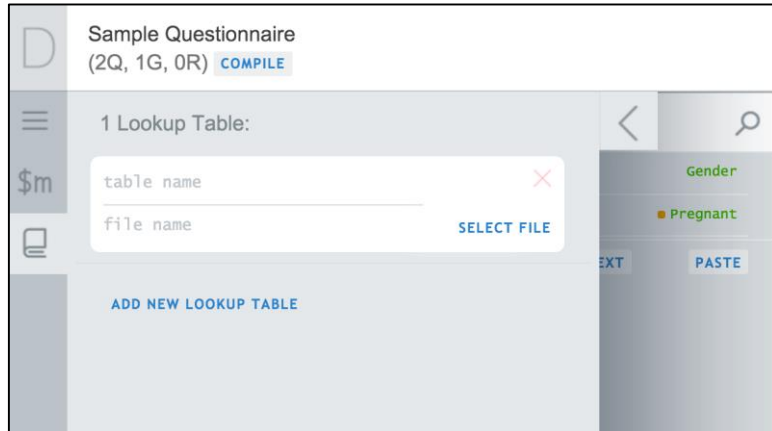 D
Sample Questionnaire
(2Q, 1G, 0R) COMPILE
1 Lookup Table:
$m
table name
file name
SELECT FILE
ADD NEW LOOKUP TABLE
Gender
Pregnant
EXT
PASTE